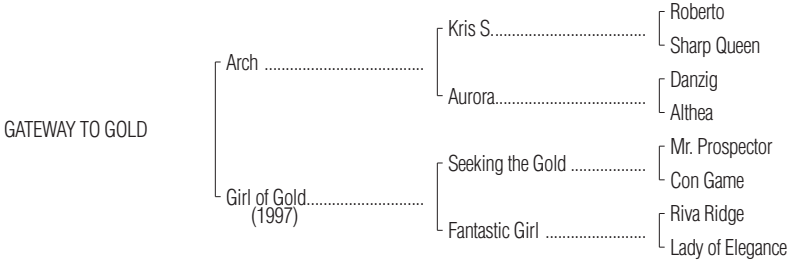 Roberto
Kris S.
Sharp Queen
Arch
Danzig
Aurora
Althea
GATEWAY TO GOLD
Mr. Prospector
Seeking the Gold
Con Game
Girl of Gold
(1997)
Riva Ridge
Fantastic Girl
Lady of Elegance